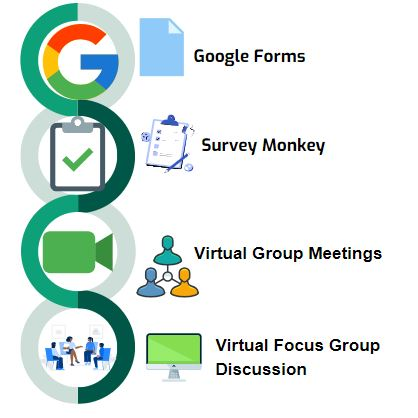 Google Forms
Survey Monkey
Virtual Group Meetings
Virtual Focus Group
Discussion